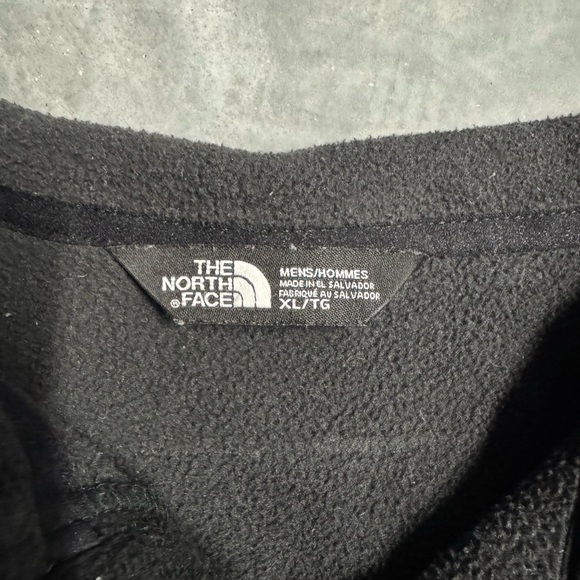 THE
NORTH
FACE®
MENS/HOMMES
MADE IN EL SALVADOR
FABRIQUÉ AU SALVADOR
XL/TG